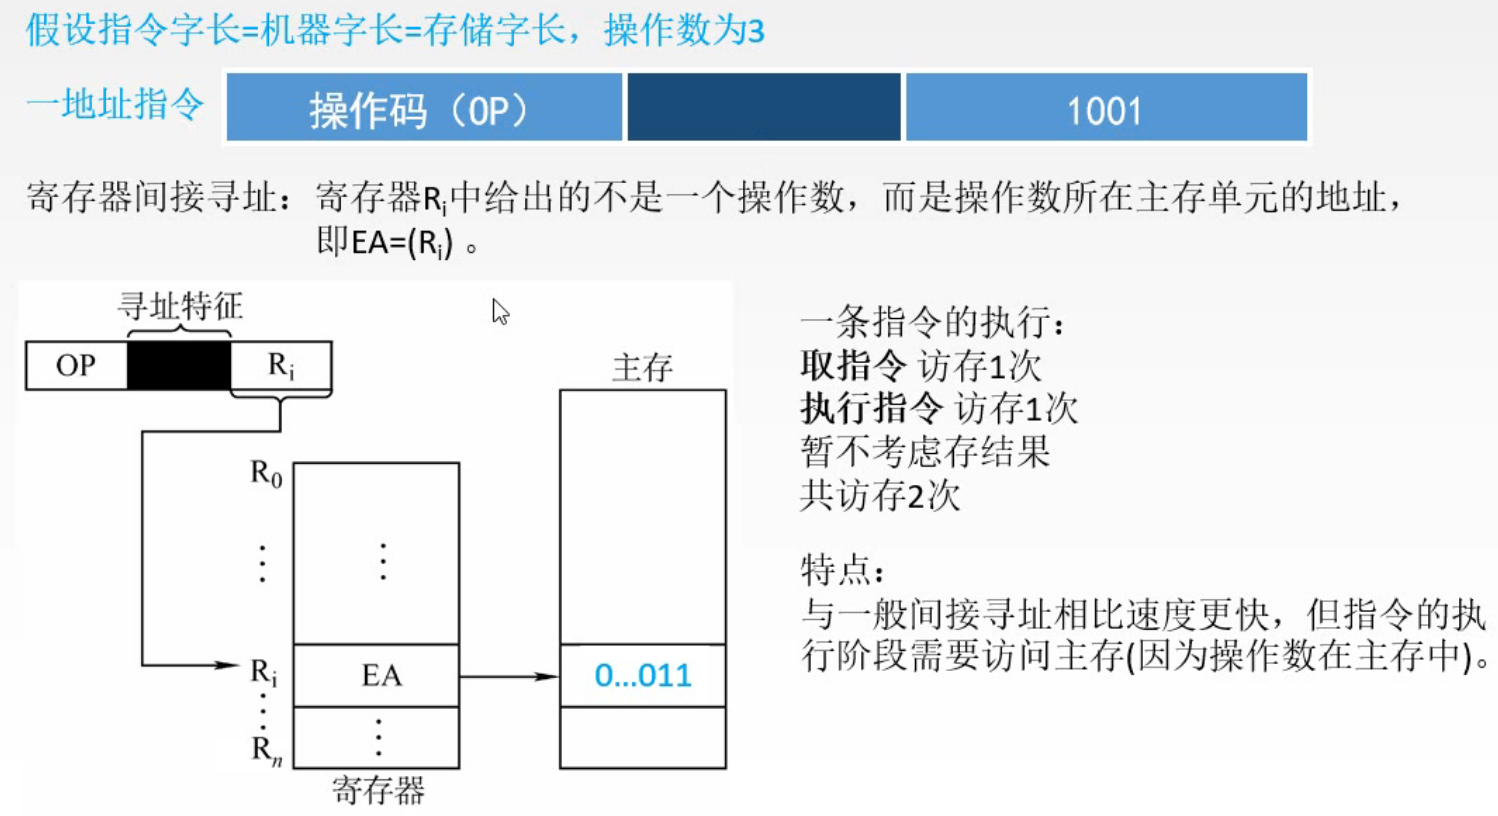 假设指令字长=机器字长=存储字长，操作数为3
一地址指令 操作码（OP） 1001
寄存器间接寻址：寄存器Ri中给出的不是一个操作数，而是操作数所在主存单元的地址，
即EA=(Ri) 。
寻址特征
OP Ri
主存
R0
⋮ ⋮
Ri EA 0...011
⋮ ⋮
Rn
寄存器
一条指令的执行：
取指令 访存1次
执行指令 访存1次
暂不考虑存结果
共访存2次
特点：
与一般间接寻址相比速度更快，但指令的执
行阶段需要访问主存(因为操作数在主存中)。